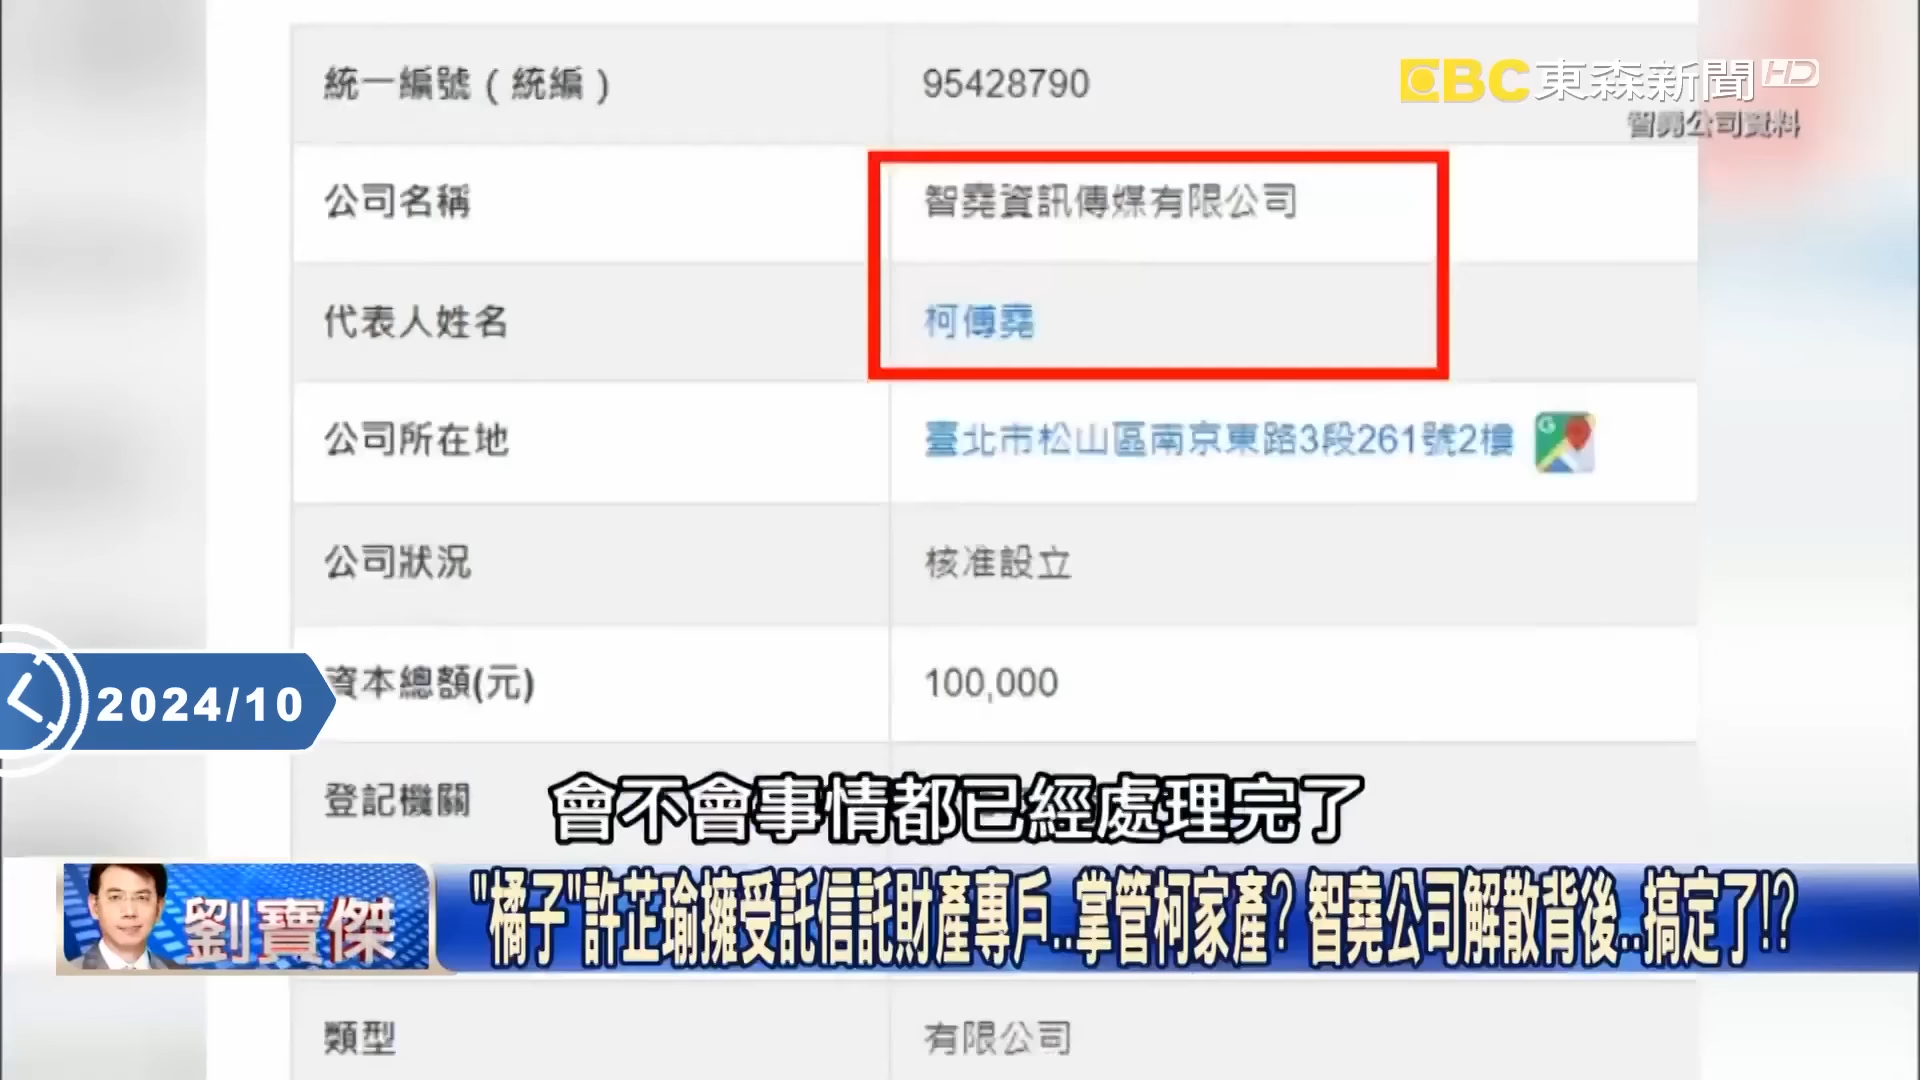 統一編號（統編）
95428790
EBC東森新聞HD
智堯公司資料
公司名稱
智堯資訊傳媒有限公司
代表人姓名
柯傅堯
公司所在地
臺北市松山區南京東路3段261號2樓
公司狀況
核准設立
2024/10
資本總額(元)
100,000
登記機關
會不會事情都已經處理完了
劉寶傑
"橘子"許芷瑜擁受託信託財產專戶..掌管柯家產? 智堯公司解散背後..搞定了!?
類型
有限公司